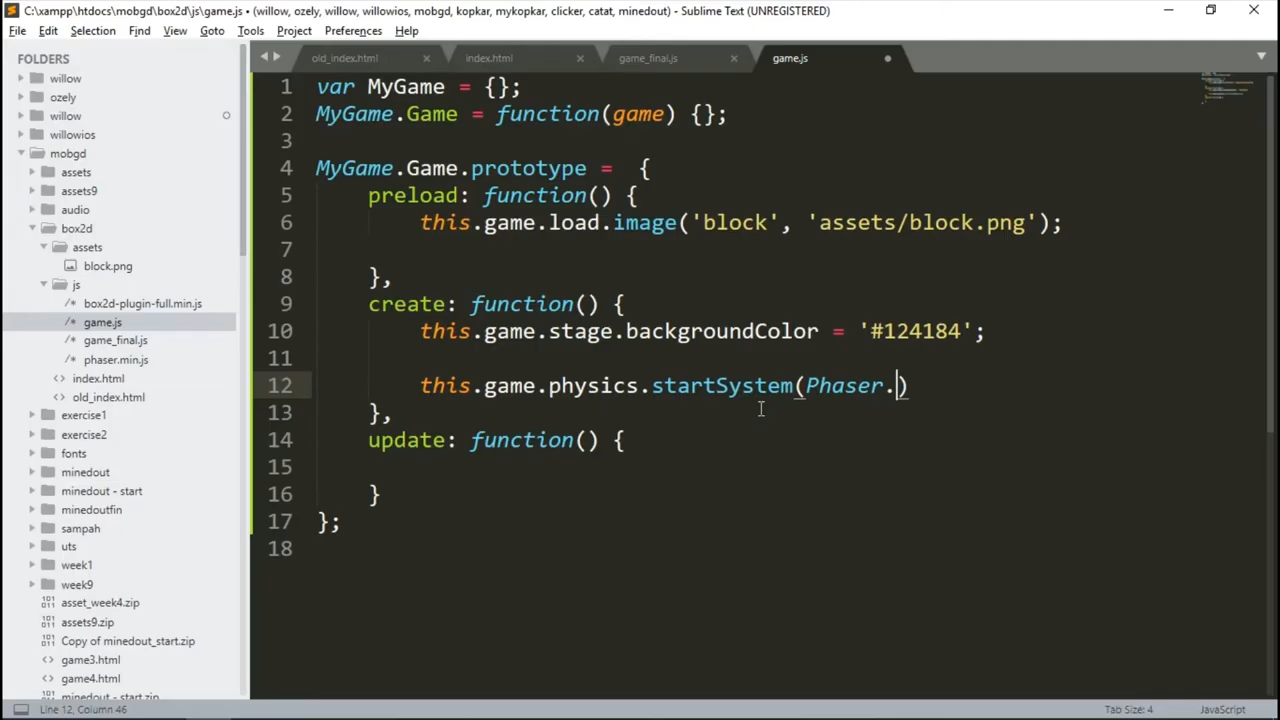 C:\xampp\htdocs\mobgd\box2d\js\game.js • (willow, ozely, willow, willowios, mobgd, kopkar, mykopkar, clicker, catat, minedout) - Sublime Text (UNREGISTERED)
File Edit Selection Find View Goto Tools Project Preferences Help
FOLDERS
willow
ozely
willow
willowios
mobgd
assets
assets9
audio
box2d
assets
block.png
js
/* box2d-plugin-full.min.js
/* game.js
/* game_final.js
/* phaser.min.js
<> index.html
<> old_index.html
exercise1
exercise2
fonts
minedout
minedout - start
minedoutfin
sampah
uts
week1
week9
asset_week4.zip
assets9.zip
Copy of minedout_start.zip
<> game3.html
<> game4.html
minedout - start.zip
old_index.html × index.html × game_final.js × game.js
1 var MyGame = {};
2 MyGame.Game = function(game) {};
3
4 MyGame.Game.prototype =  {
5     preload: function() {
6         this.game.load.image('block', 'assets/block.png');
7
8     },
9     create: function() {
10         this.game.stage.backgroundColor = '#124184';
11
12         this.game.physics.startSystem(Phaser.)
13     },
14     update: function() {
15
16     }
17 };
18
Line 12, Column 46 Tab Size: 4 JavaScript